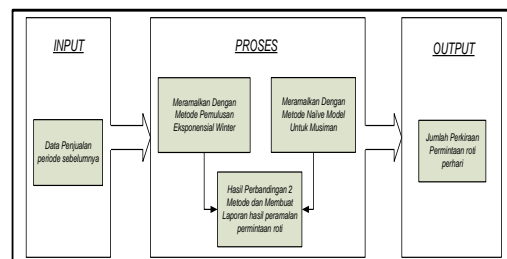 INPUT
Data Penjualan
periode sebelumnya
PROSES
Meramalkan Dengan
Metode Pemulusan
Eksponensial Winter
Meramalkan Dengan
Metode Naïve Model
Untuk Musiman
Hasil Perbandingan 2
Metode dan Membuat
Laporan hasil peramalan
permintaan roti
OUTPUT
Jumlah Perkiraan
Permintaan roti
perhari